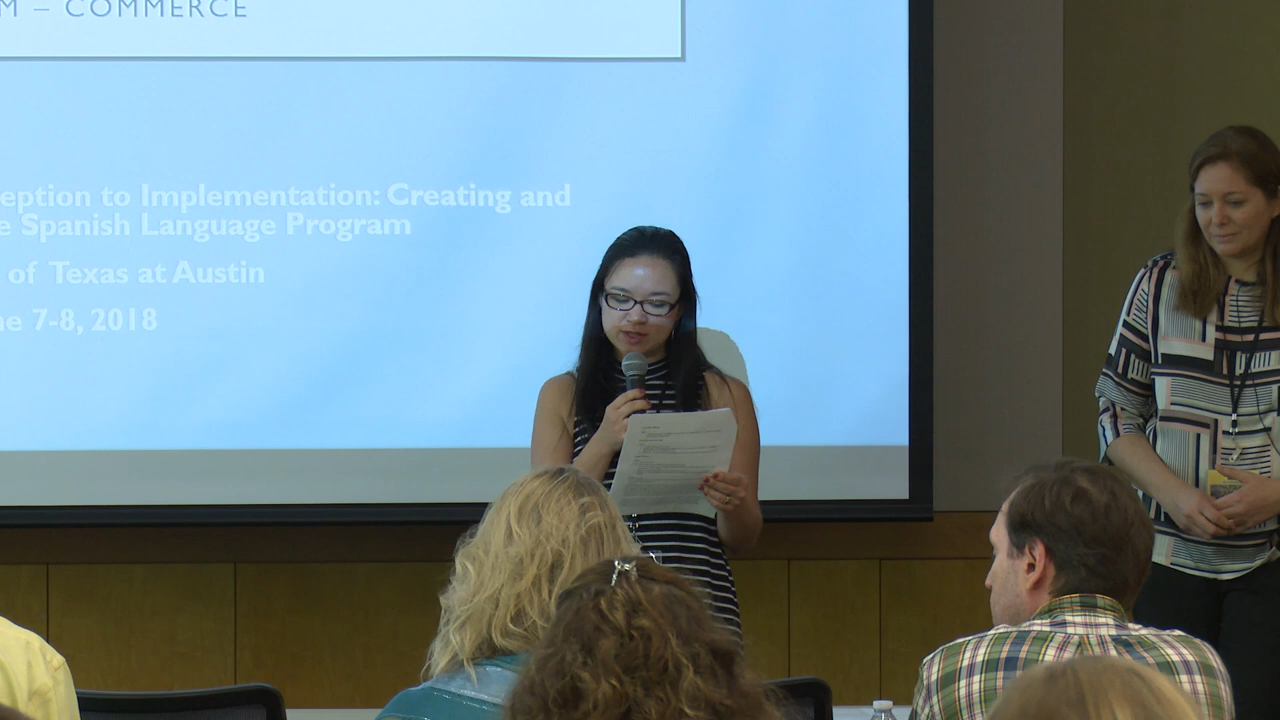 M – COMMERCE
eption to Implementation: Creating and
e Spanish Language Program
of Texas at Austin
ne 7-8, 2018